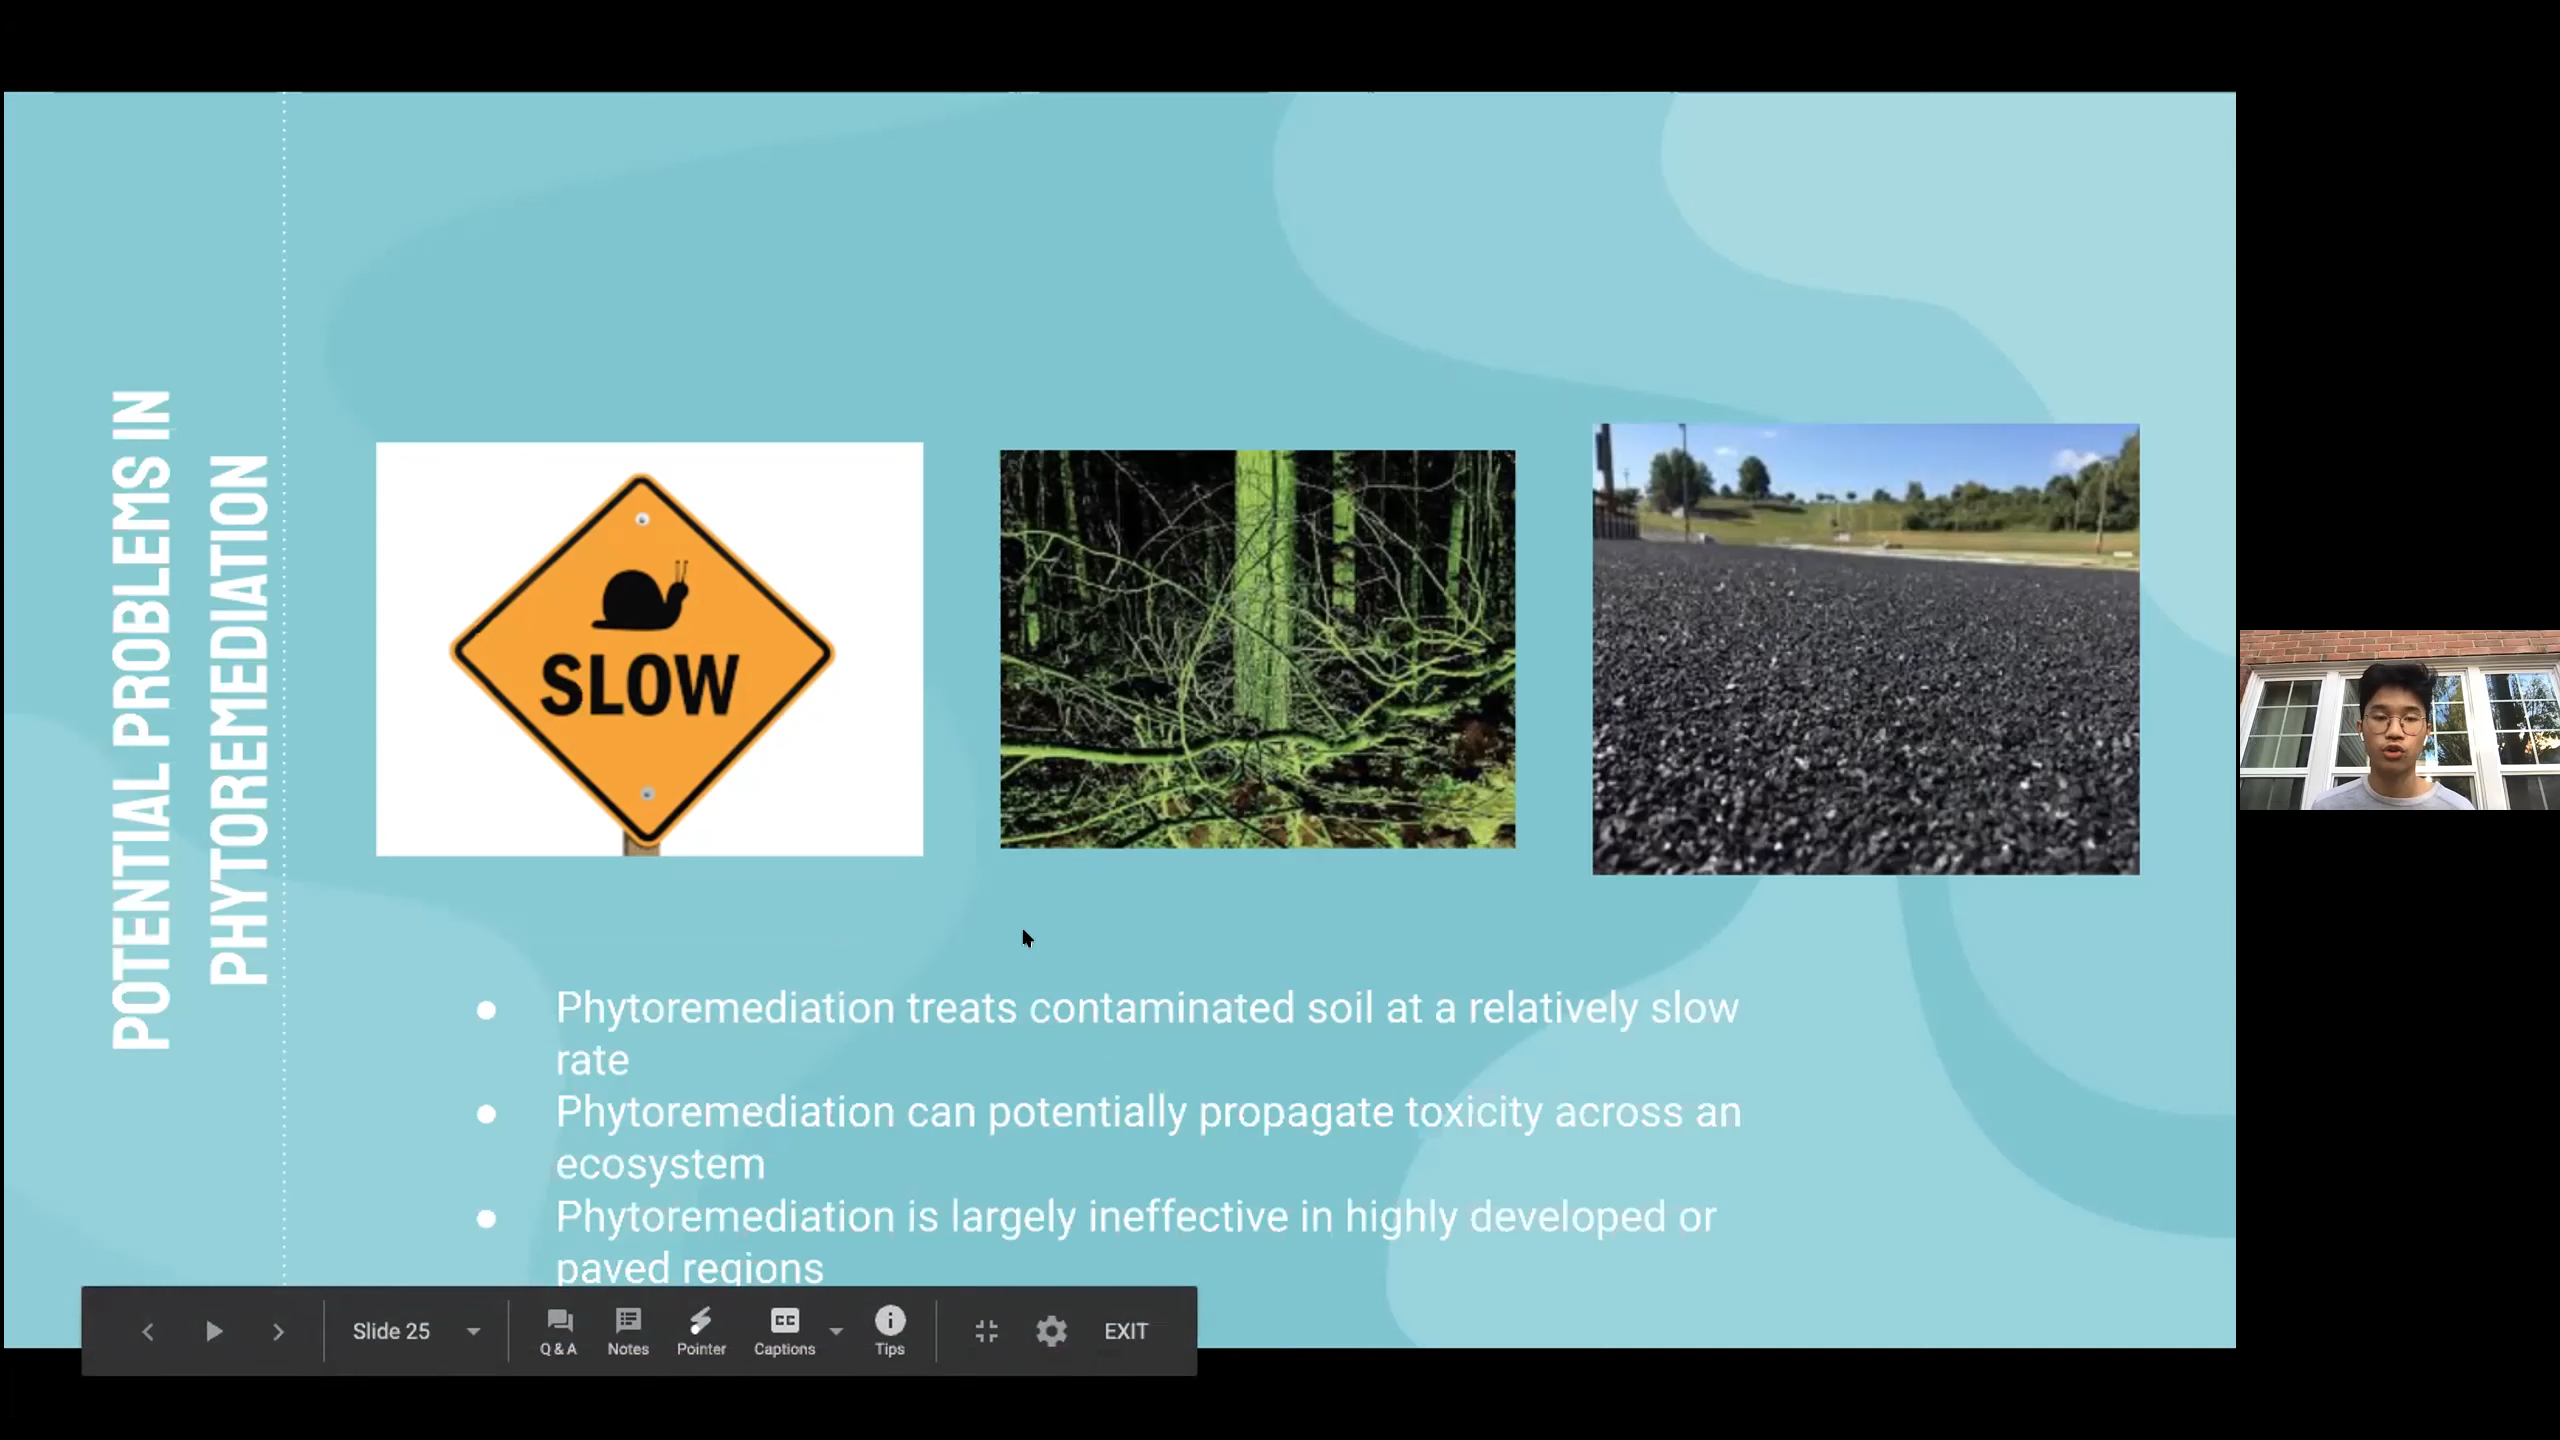 POTENTIAL PROBLEMS IN
PHYTOREMEDIATION
SLOW
● Phytoremediation treats contaminated soil at a relatively slow
rate
● Phytoremediation can potentially propagate toxicity across an
ecosystem
● Phytoremediation is largely ineffective in highly developed or
paved regions
Slide 25
Q & A
Notes
Pointer
CC
Captions
Tips
EXIT